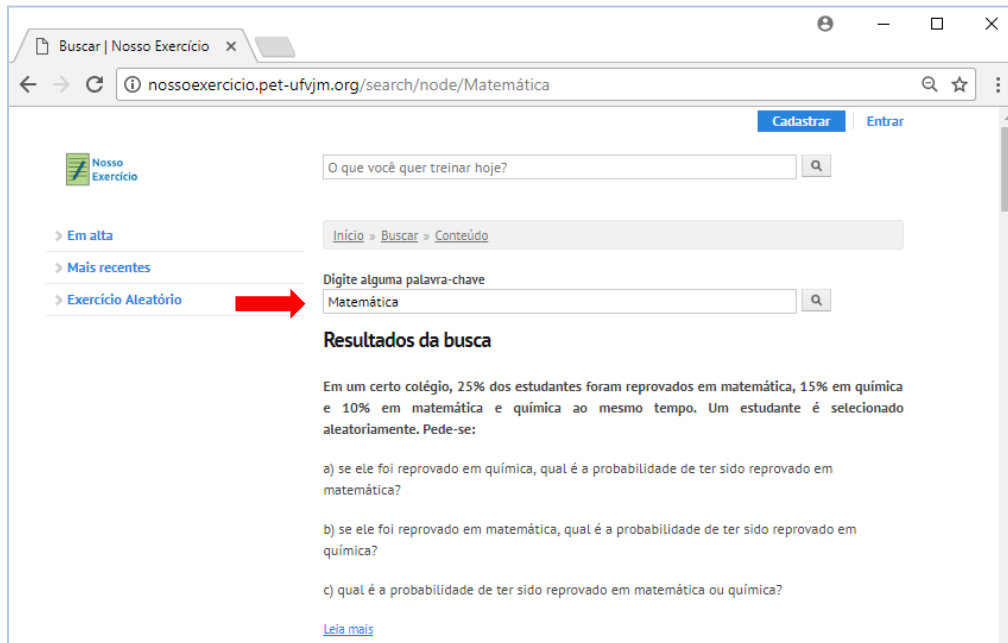 Buscar | Nosso Exercício
nossoexercicio.pet-ufvjm.org/search/node/Matemática
Cadastrar Entrar
Nosso
Exercício
O que você quer treinar hoje?
Em alta
Mais recentes
Exercício Aleatório
Início » Buscar » Conteúdo
Digite alguma palavra-chave
Matemática
Resultados da busca
Em um certo colégio, 25% dos estudantes foram reprovados em matemática, 15% em química
e 10% em matemática e química ao mesmo tempo. Um estudante é selecionado
aleatoriamente. Pede-se:
a) se ele foi reprovado em química, qual é a probabilidade de ter sido reprovado em
matemática?
b) se ele foi reprovado em matemática, qual é a probabilidade de ter sido reprovado em
química?
c) qual é a probabilidade de ter sido reprovado em matemática ou química?
Leia mais